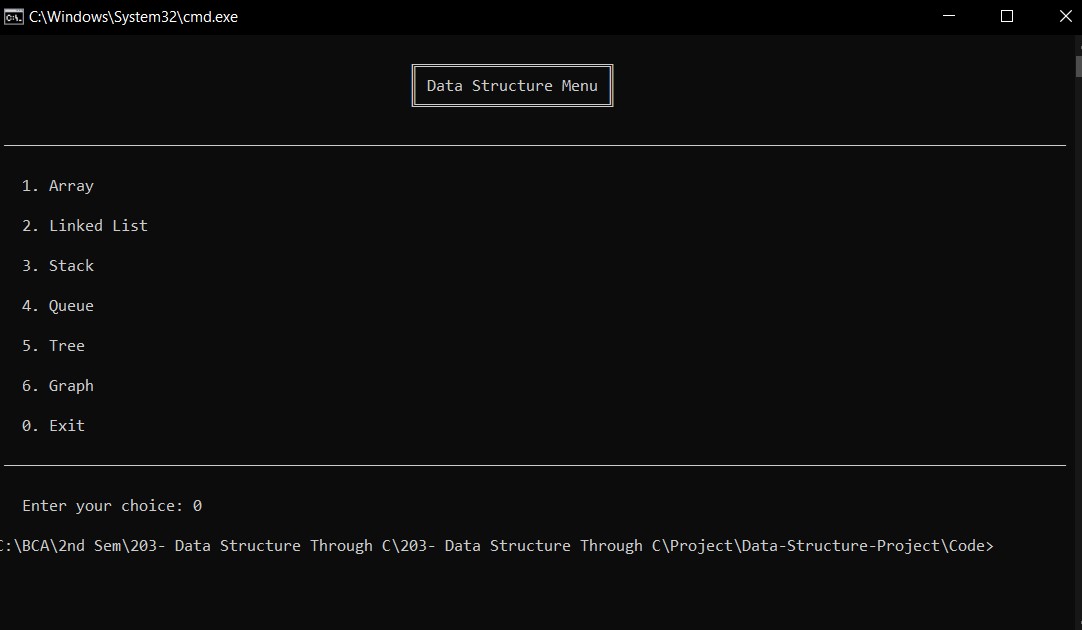 C:\Windows\System32\cmd.exe
Data Structure Menu
1. Array
2. Linked List
3. Stack
4. Queue
5. Tree
6. Graph
0. Exit
Enter your choice: 0
C:\BCA\2nd Sem\203- Data Structure Through C\203- Data Structure Through C\Project\Data-Structure-Project\Code>